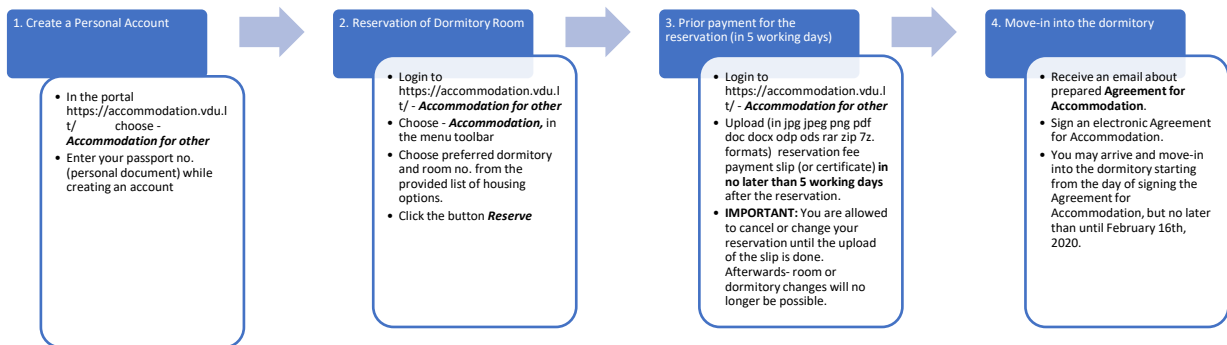 1. Create a Personal Account
• In the portal
https://accommodation.vdu.l
t/ choose -
Accommodation for other
• Enter your passport no.
(personal document) while
creating an account
2. Reservation of Dormitory Room
• Login to
https://accommodation.vdu.l
t/ - Accommodation for other
• Choose - Accommodation, in
the menu toolbar
• Choose preferred dormitory
and room no. from the
provided list of housing
options.
• Click the button Reserve
3. Prior payment for the
reservation (in 5 working days)
• Login to
https://accommodation.vdu.l
t/ - Accommodation for other
• Upload (in jpg jpeg png pdf
doc docx odp ods rar zip 7z.
formats) reservation fee
payment slip (or certificate) in
no later than 5 working days
after the reservation.
• IMPORTANT: You are allowed
to cancel or change your
reservation until the upload
of the slip is done.
Afterwards- room or
dormitory changes will no
longer be possible.
4. Move-in into the dormitory
• Receive an email about
prepared Agreement for
Accommodation.
• Sign an electronic Agreement
for Accommodation.
• You may arrive and move-in
into the dormitory starting
from the day of signing the
Agreement for
Accommodation, but no later
than until February 16th,
2020.